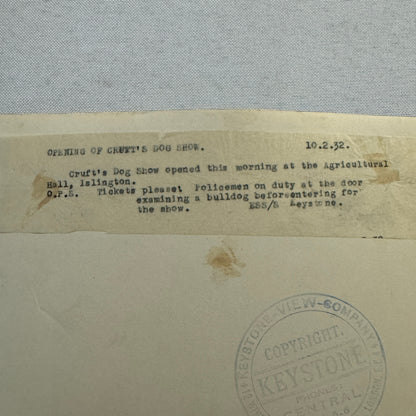 OPENING OF CRUFT'S DOG SHOW. 10.2.32.
Cruft's Dog Show opened this morning at the Agricultural
Hall, Islington.
O.P.S. Tickets please! Policemen on duty at the door
examining a bulldog beforeentering for
the show. ESS/S Keystone.
KEYSTONE VIEW COMPANY
COPYRIGHT.
KEYSTONE
PHONES:
CENTRAL